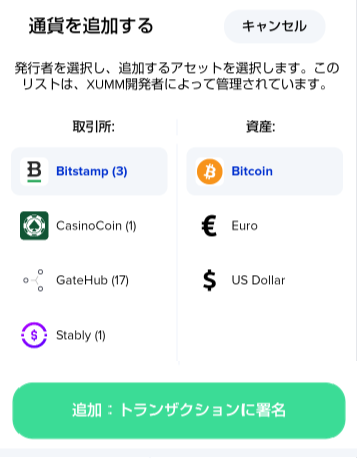 通貨を追加する
キャンセル
発行者を選択し、追加するアセットを選択します。この
リストは、XUMM開発者によって管理されています。
取引所:
資産:
Bitstamp (3)
Bitcoin
CasinoCoin (1)
Euro
GateHub (17)
US Dollar
Stably (1)
追加：トランザクションに署名